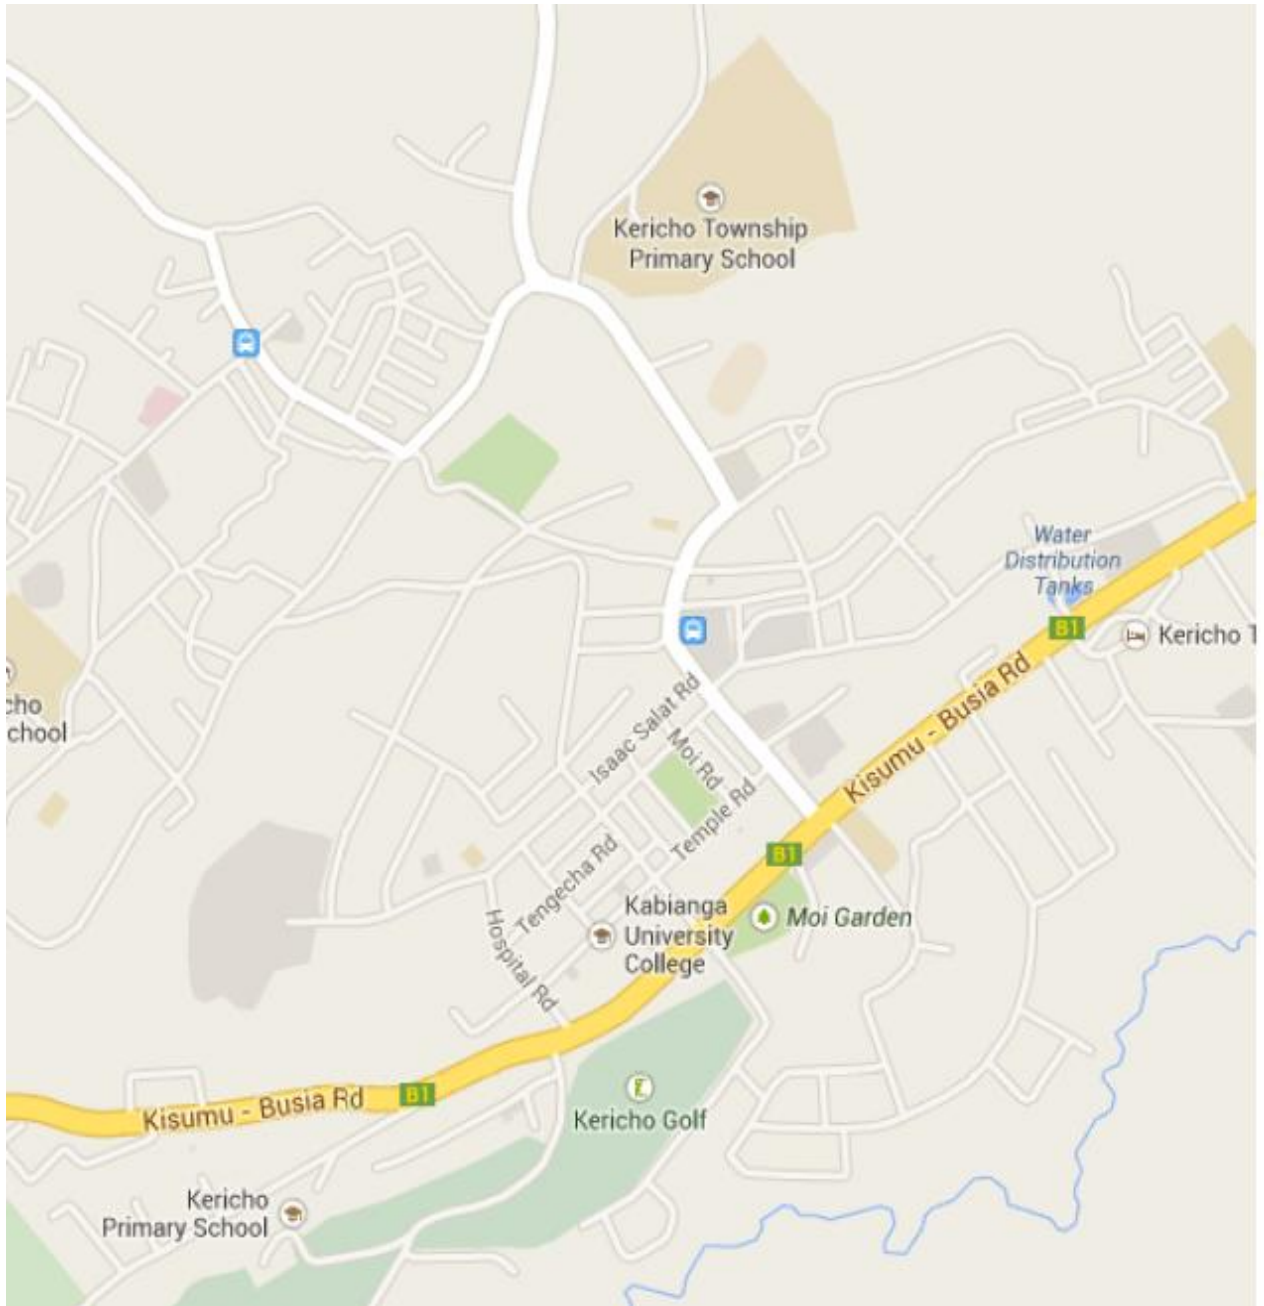 Kericho Township
Primary School
Water
Distribution
Tanks
B1
Kericho T
cho
chool
Isaac Salat Rd
Moi Rd
Kisumu - Busia Rd
Temple Rd
B1
Tengecha Rd
Kabianga
University
College
Moi Garden
Hospital Rd
Kericho Golf
B1
Kisumu - Busia Rd
Kericho
Primary School